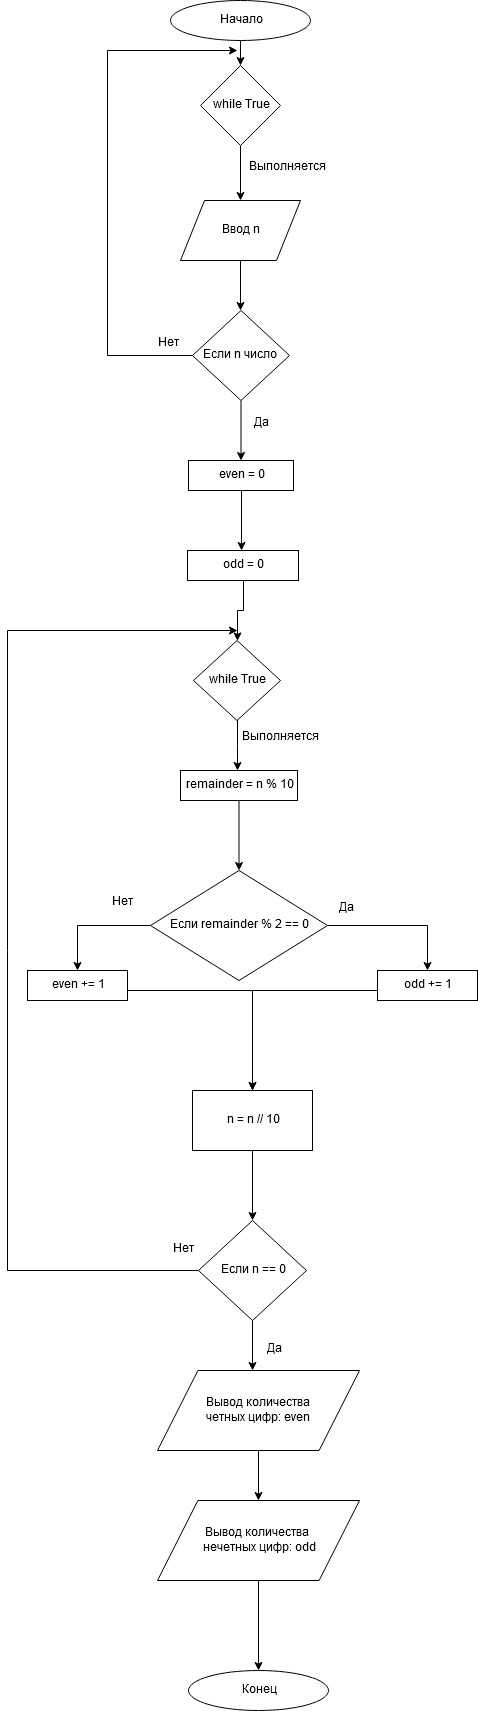 Начало
while True
Выполняется
Ввод n
Нет
Если n число
Да
even = 0
odd = 0
while True
Выполняется
remainder = n % 10
Нет
Да
Если remainder % 2 == 0
even += 1
odd += 1
n = n // 10
Нет
Если n == 0
Да
Вывод количества
четных цифр: even
Вывод количества
нечетных цифр: odd
Конец